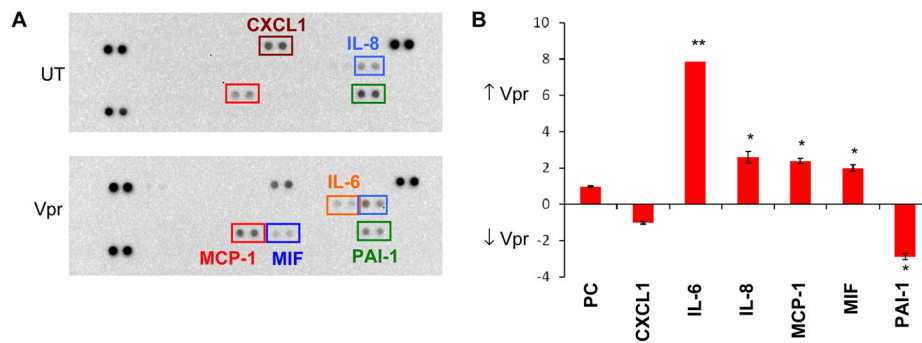 A
CXCL1
IL-8
UT
IL-6
Vpr
MCP-1
MIF
PAI-1
B
10
8
6
4
2
0
-2
-4
↑ Vpr
↓ Vpr
**
*
*
*
*
PC
CXCL1
IL-6
IL-8
MCP-1
MIF
PAI-1